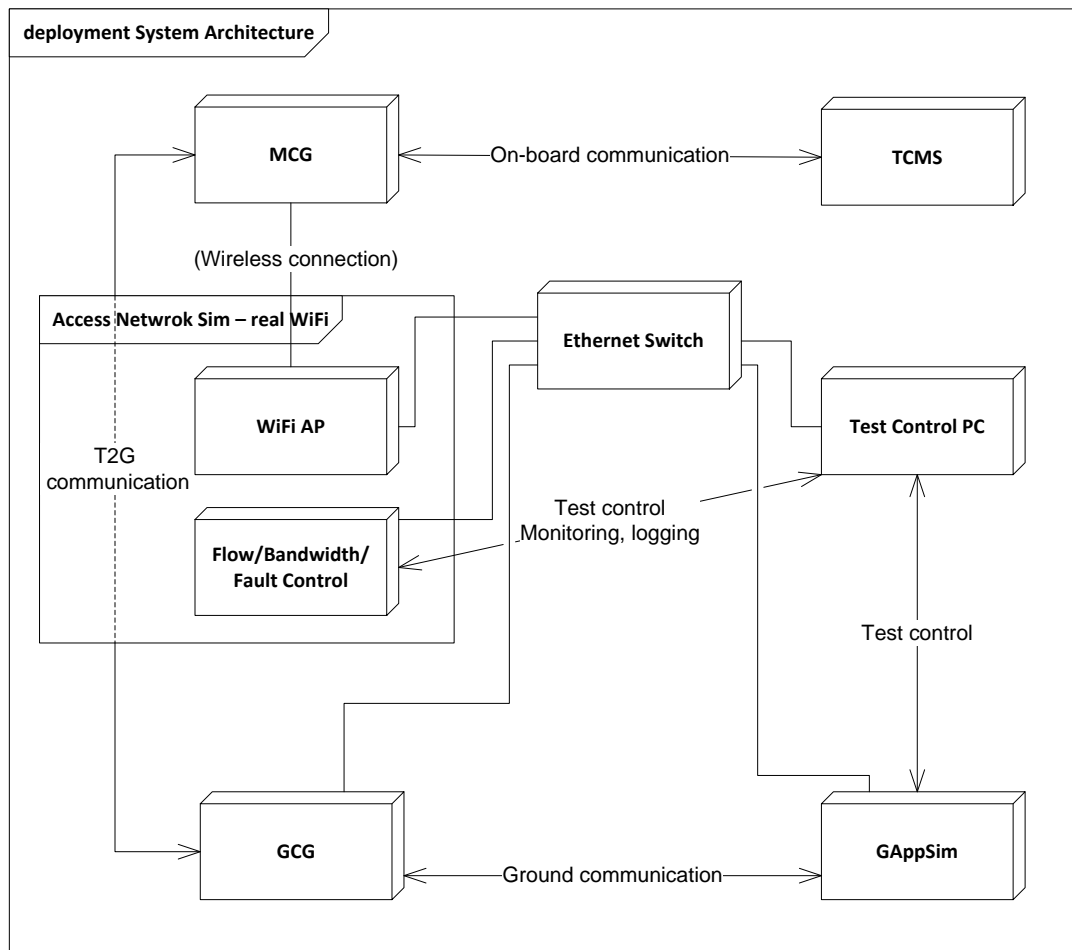 deployment System Architecture
MCG
On-board communication
TCMS
(Wireless connection)
Access Netwrok Sim – real WiFi
Ethernet Switch
WiFi AP
Test Control PC
T2G
communication
Test control
Monitoring, logging
Flow/Bandwidth/
Fault Control
Test control
GCG
Ground communication
GAppSim